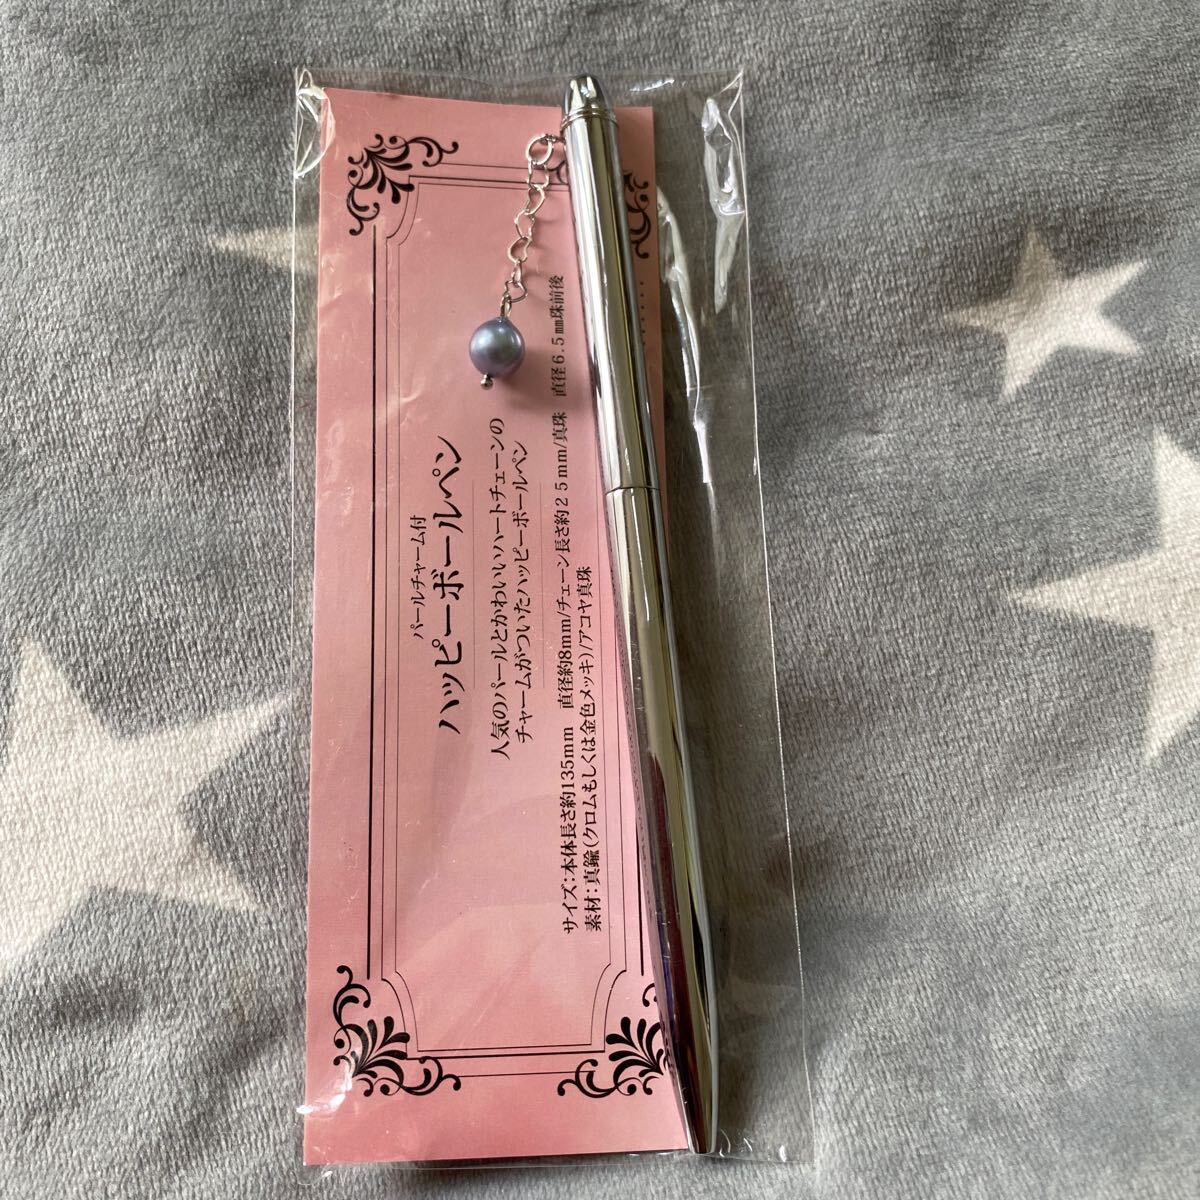 パールチャーム付
ハッピーボールペン
人気のパールとかわいいハートチェーンの
チャームがついたハッピーボールペン
サイズ:本体長さ約135mm 直径約8mm/チェーン長さ約25mm/真珠 直径6.5mm珠前後
素材:真鍮(クロムもしくは金色メッキ)/アコヤ真珠